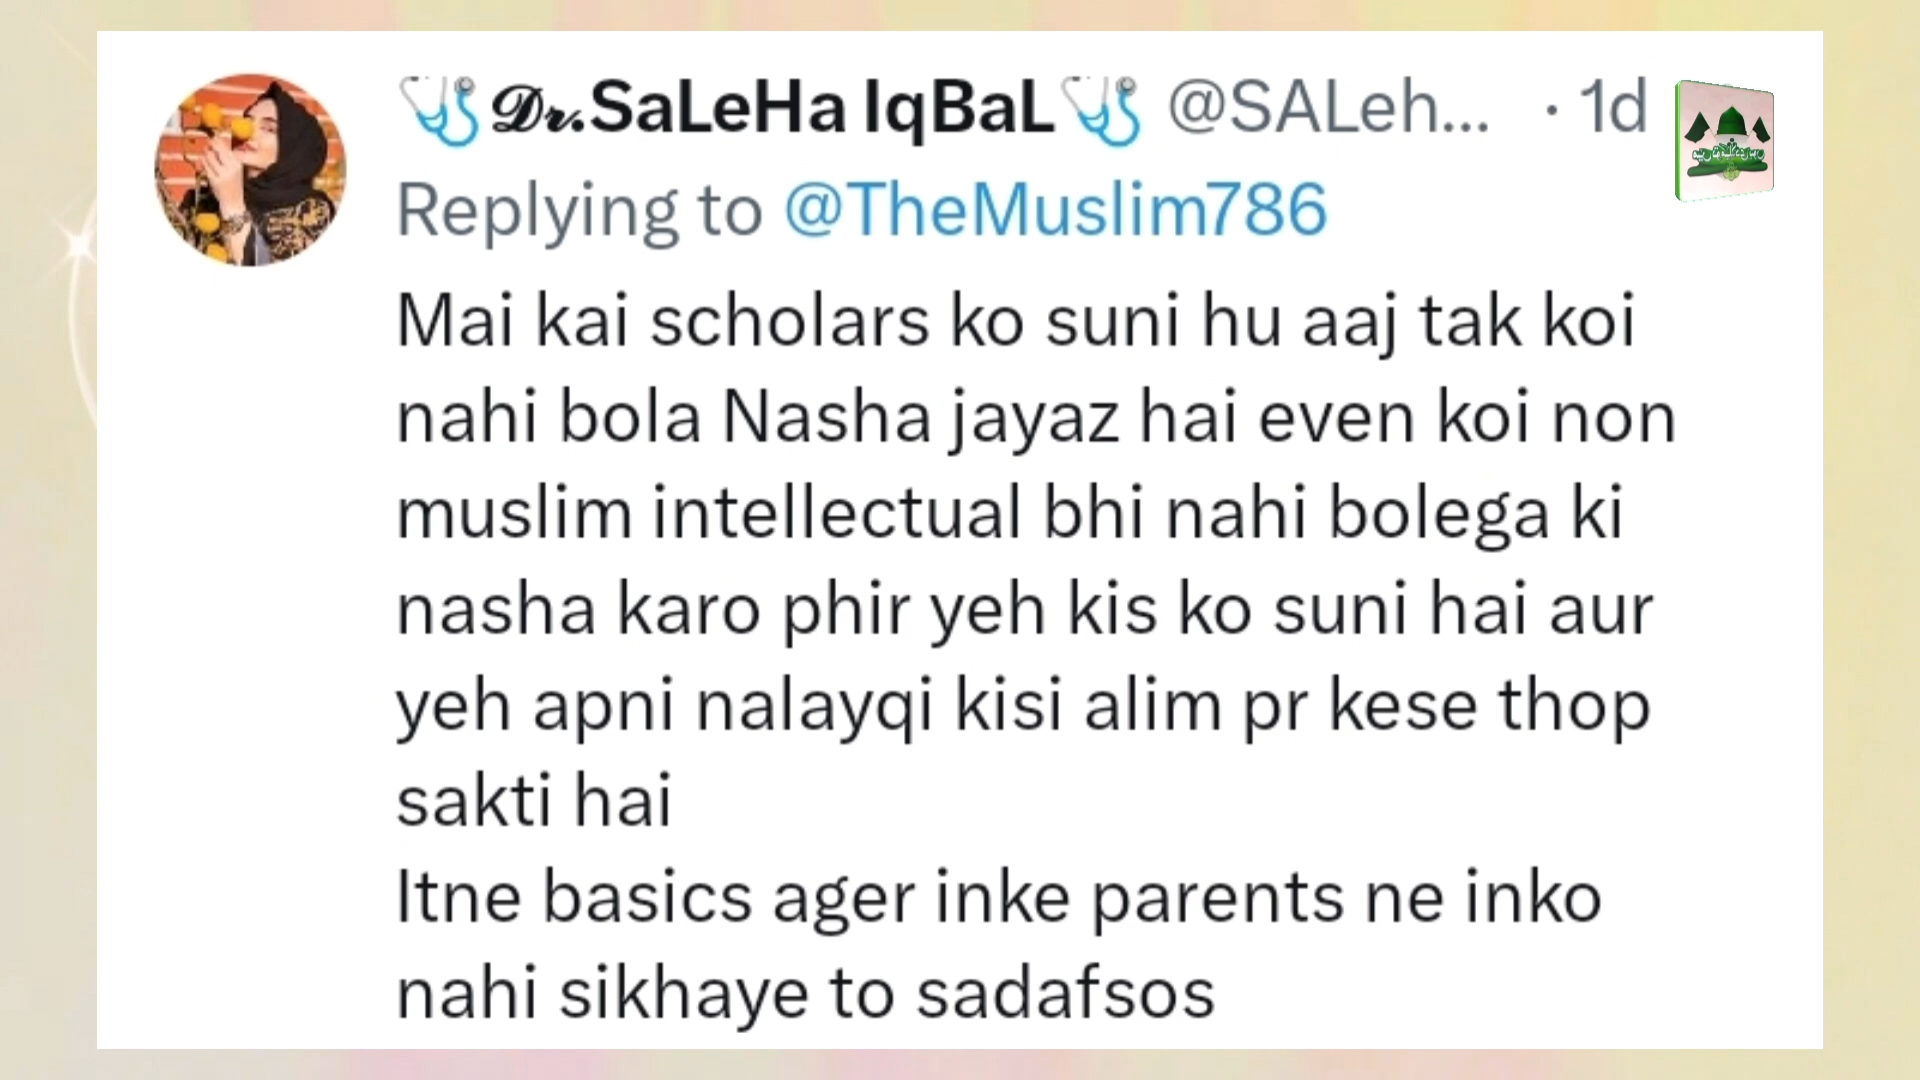 🩺𝓓𝓻.SaLeHa IqBaL🩺 @SALeh... · 1d
Replying to @TheMuslim786
Mai kai scholars ko suni hu aaj tak koi
nahi bola Nasha jayaz hai even koi non
muslim intellectual bhi nahi bolega ki
nasha karo phir yeh kis ko suni hai aur
yeh apni nalayqi kisi alim pr kese thop
sakti hai
Itne basics ager inke parents ne inko
nahi sikhaye to sadafsos